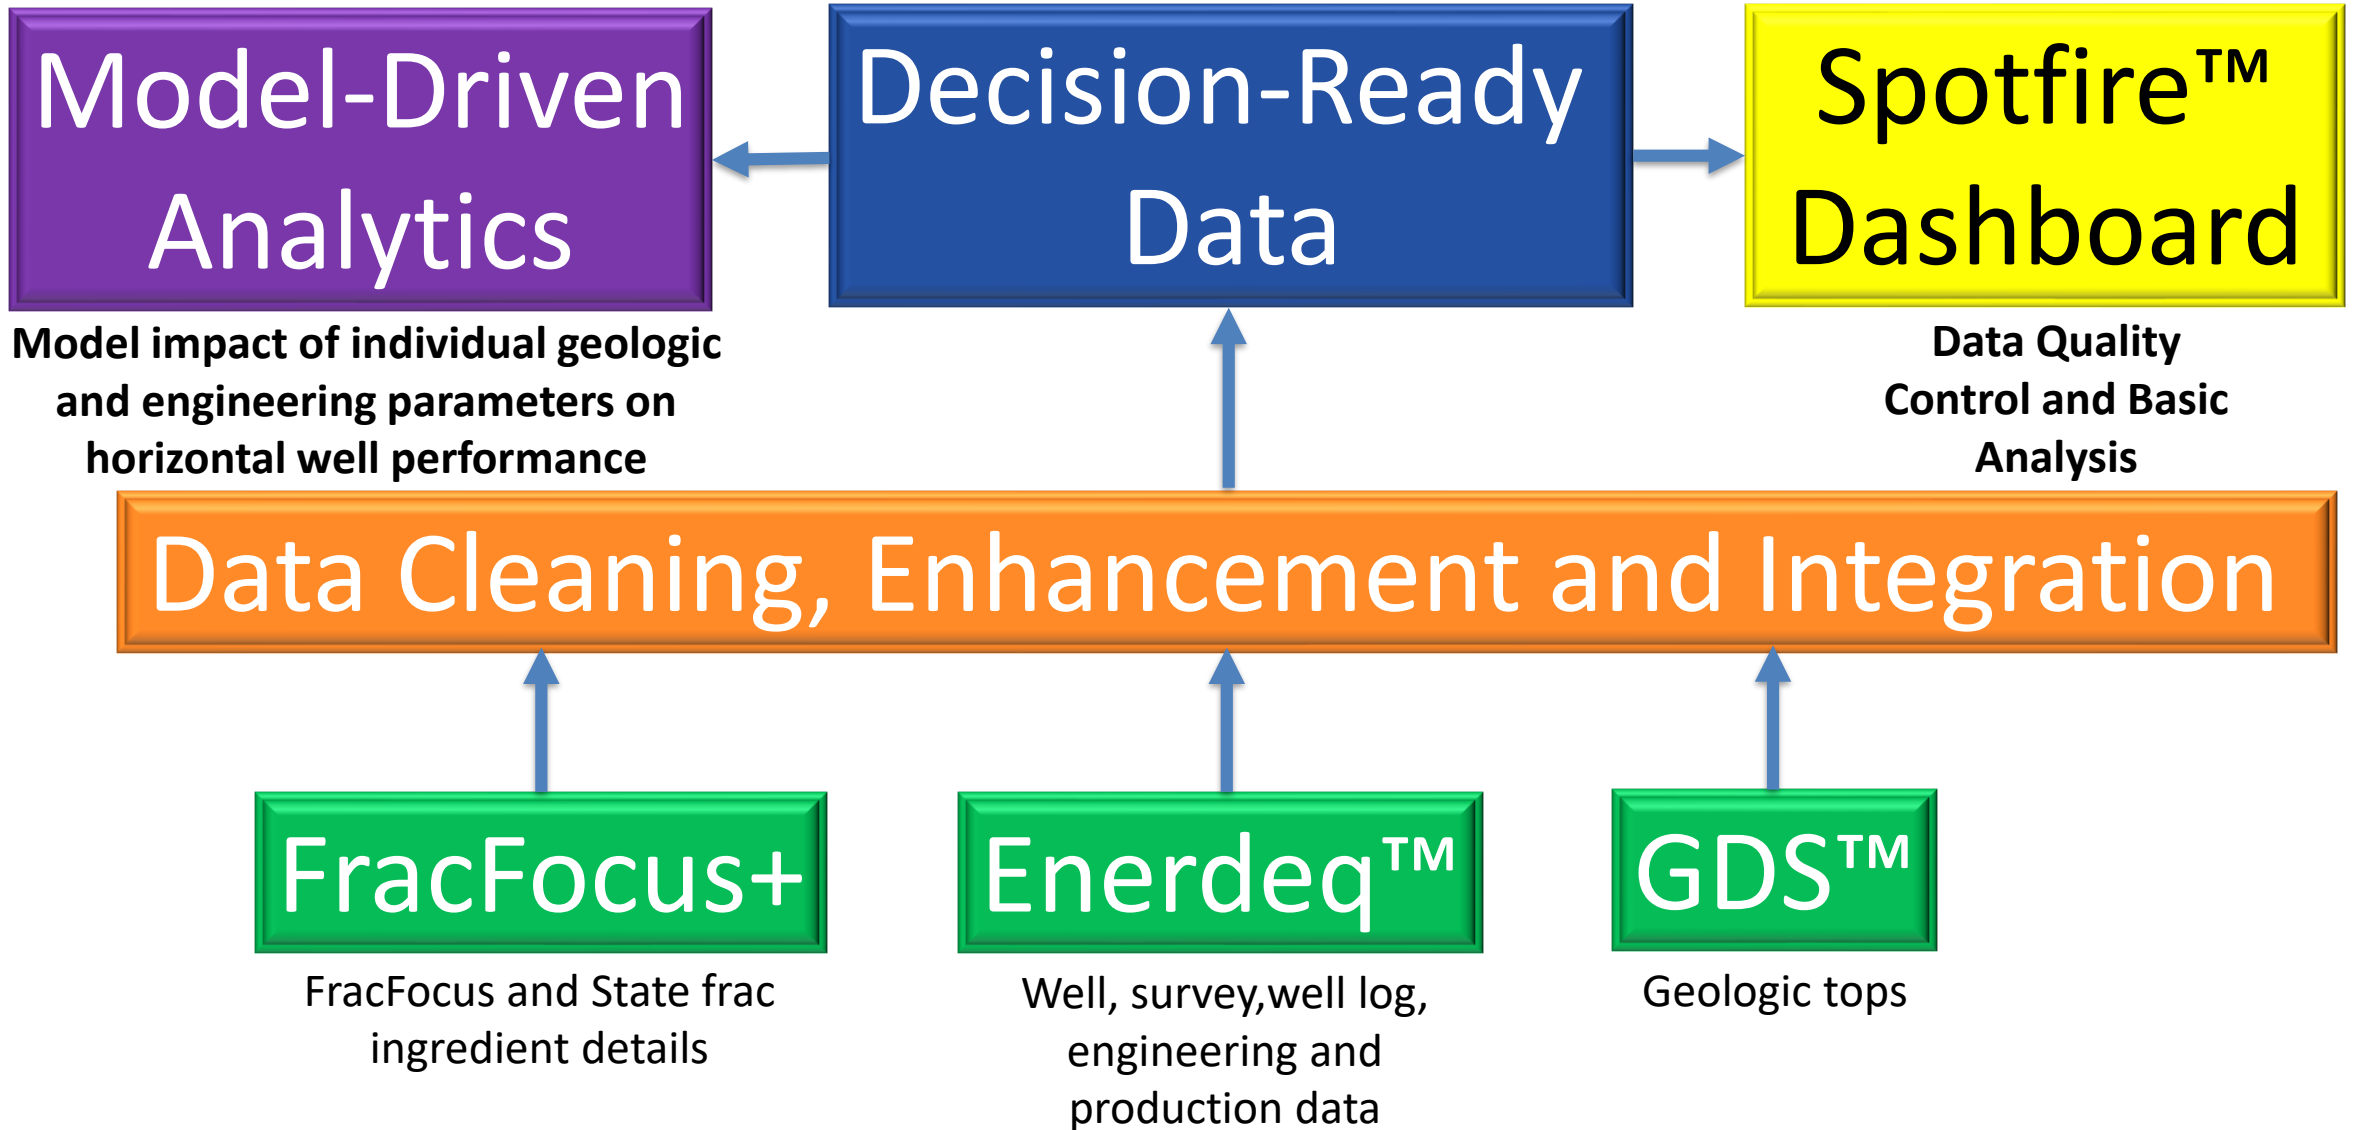 Model-Driven
Analytics
Decision-Ready
Data
Spotfire™
Dashboard
Model impact of individual geologic
and engineering parameters on
horizontal well performance
Data Quality
Control and Basic
Analysis
Data Cleaning, Enhancement and Integration
FracFocus+
Enerdeq™
GDS™
FracFocus and State frac
ingredient details
Well, survey,well log,
engineering and
production data
Geologic tops